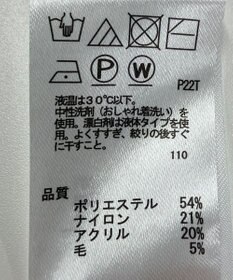 P22T
液温は30℃以下。
中性洗剤(おしゃれ着洗い)を
使用。漂白剤は液体タイプを使
用。よくすすぎ、絞りの後すぐ
に干すこと。
110
品質
ポリエステル 54%
ナイロン 21%
アクリル 20%
毛 5%